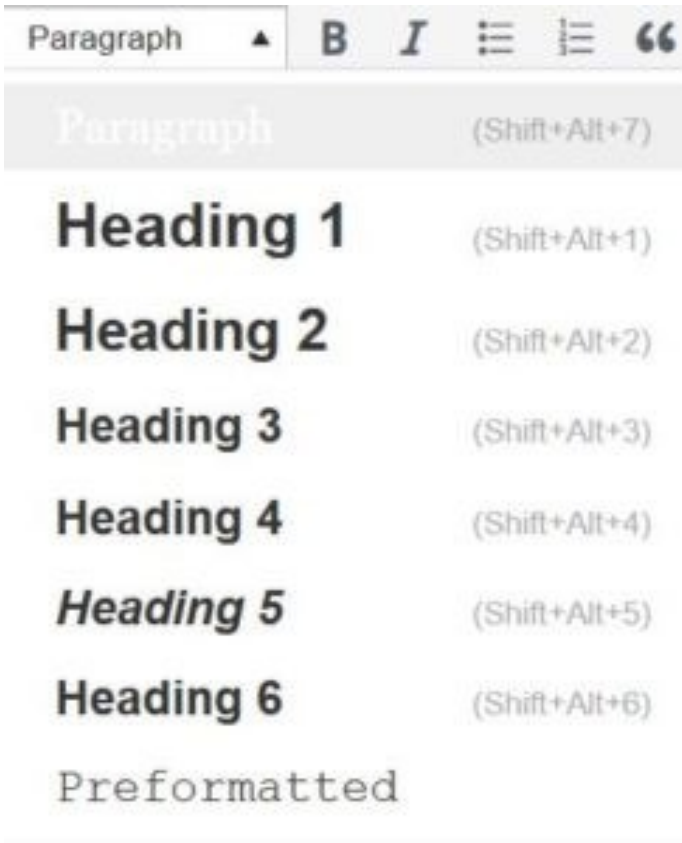 Paragraph B I
Paragraph (Shift+Alt+7)
Heading 1 (Shift+Alt+1)
Heading 2 (Shift+Alt+2)
Heading 3 (Shift+Alt+3)
Heading 4 (Shift+Alt+4)
Heading 5 (Shift+Alt+5)
Heading 6 (Shift+Alt+6)
Preformatted